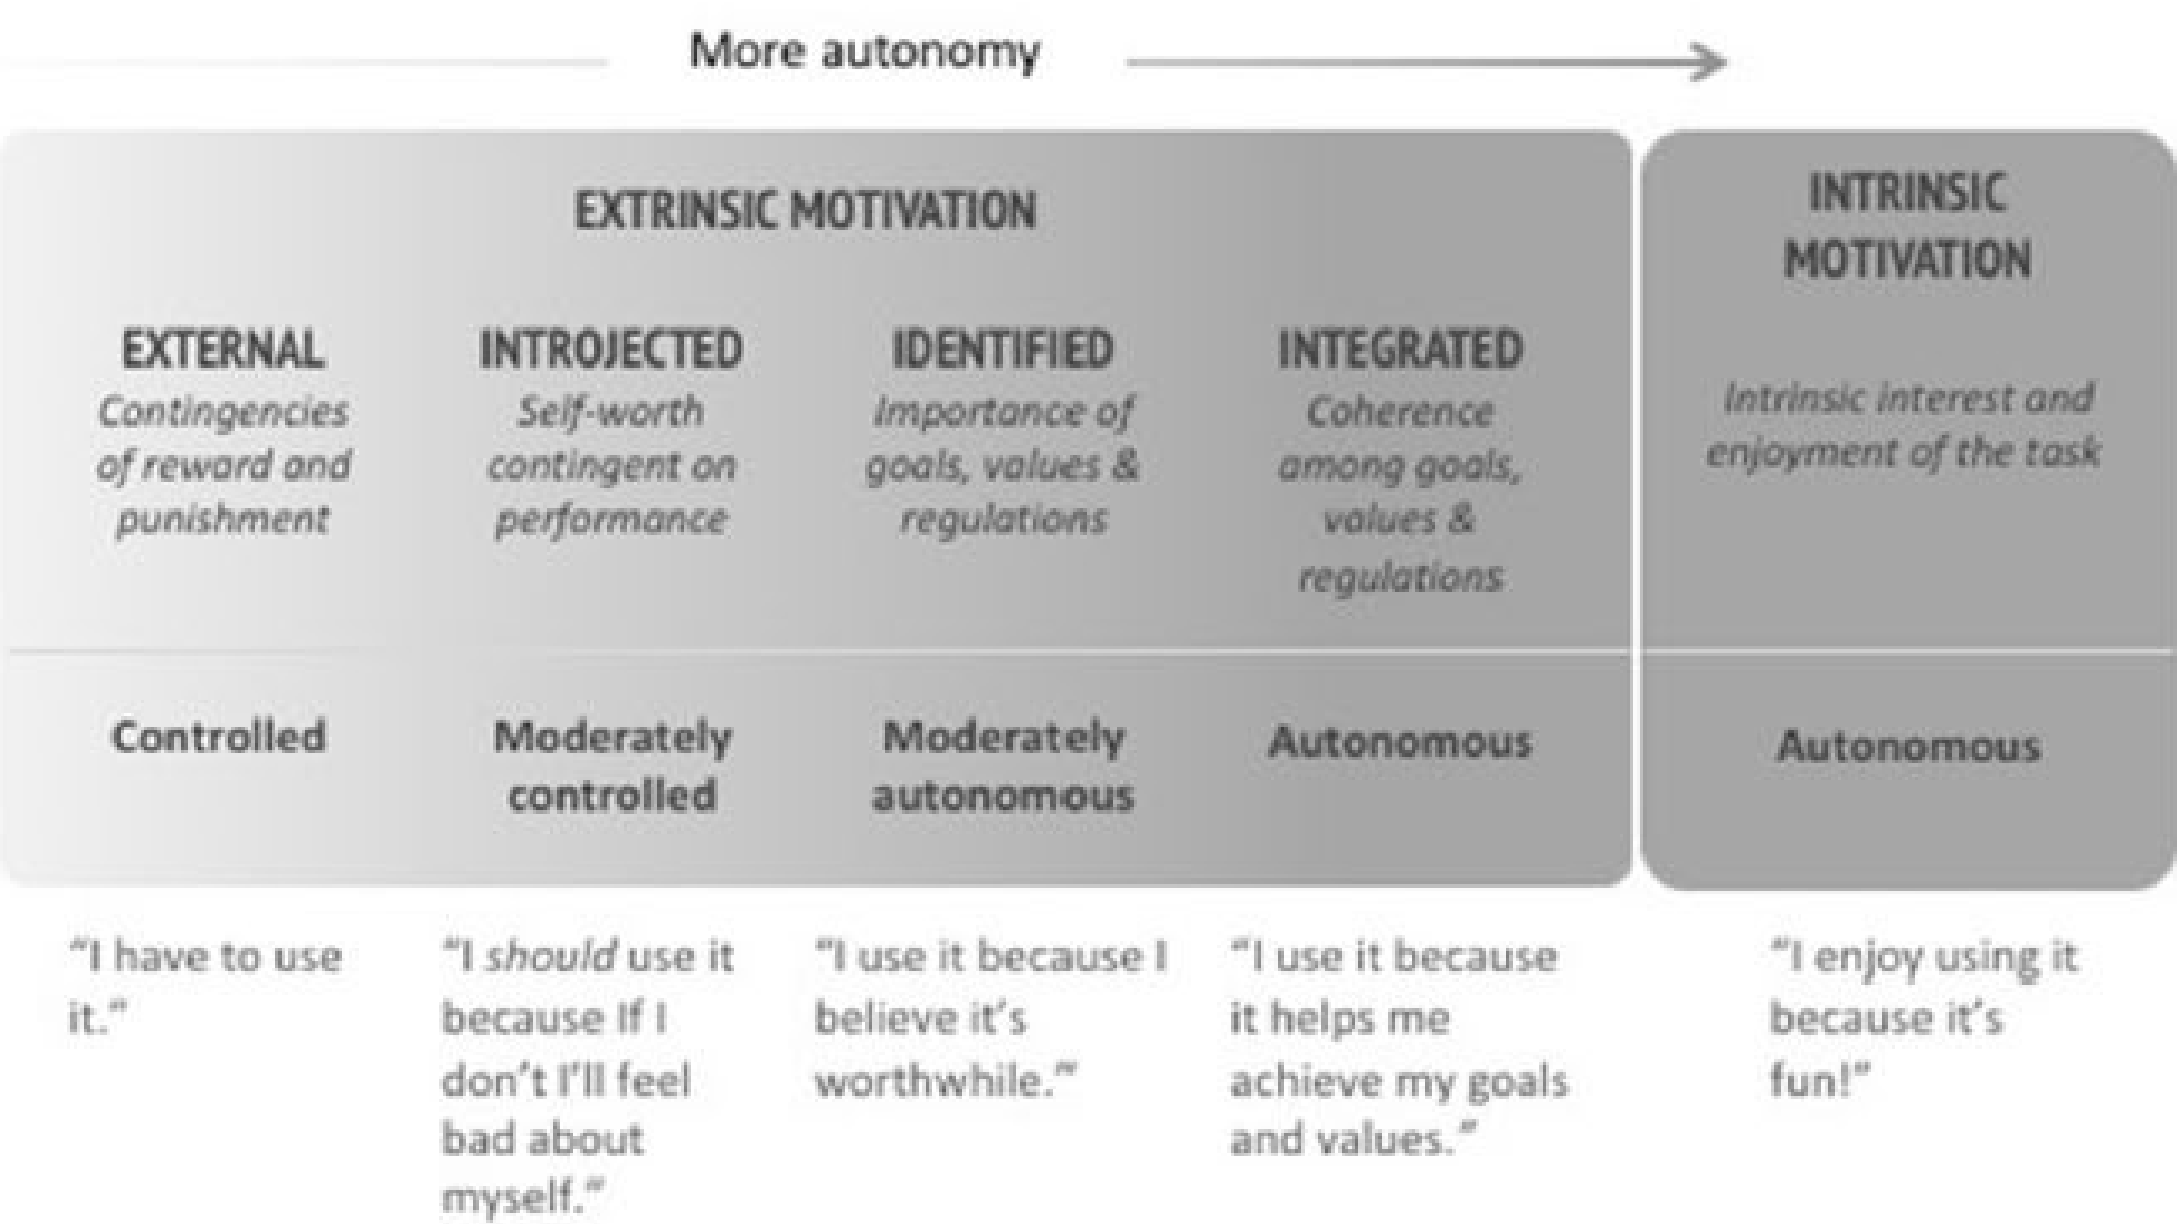 More autonomy
EXTRINSIC MOTIVATION
INTRINSIC
MOTIVATION
EXTERNAL
Contingencies
of reward and
punishment
INTROJECTED
Self-worth
contingent on
performance
IDENTIFIED
Importance of
goals, values &
regulations
INTEGRATED
Coherence
among goals,
values &
regulations
Intrinsic interest and
enjoyment of the task
Controlled
Moderately
controlled
Moderately
autonomous
Autonomous
Autonomous
“I have to use
it.”
“I should use it
because If I
don’t I’ll feel
bad about
myself.”
“I use it because I
believe it’s
worthwhile.’”
“I use it because
it helps me
achieve my goals
and values.”
“I enjoy using it
because it’s
fun!”